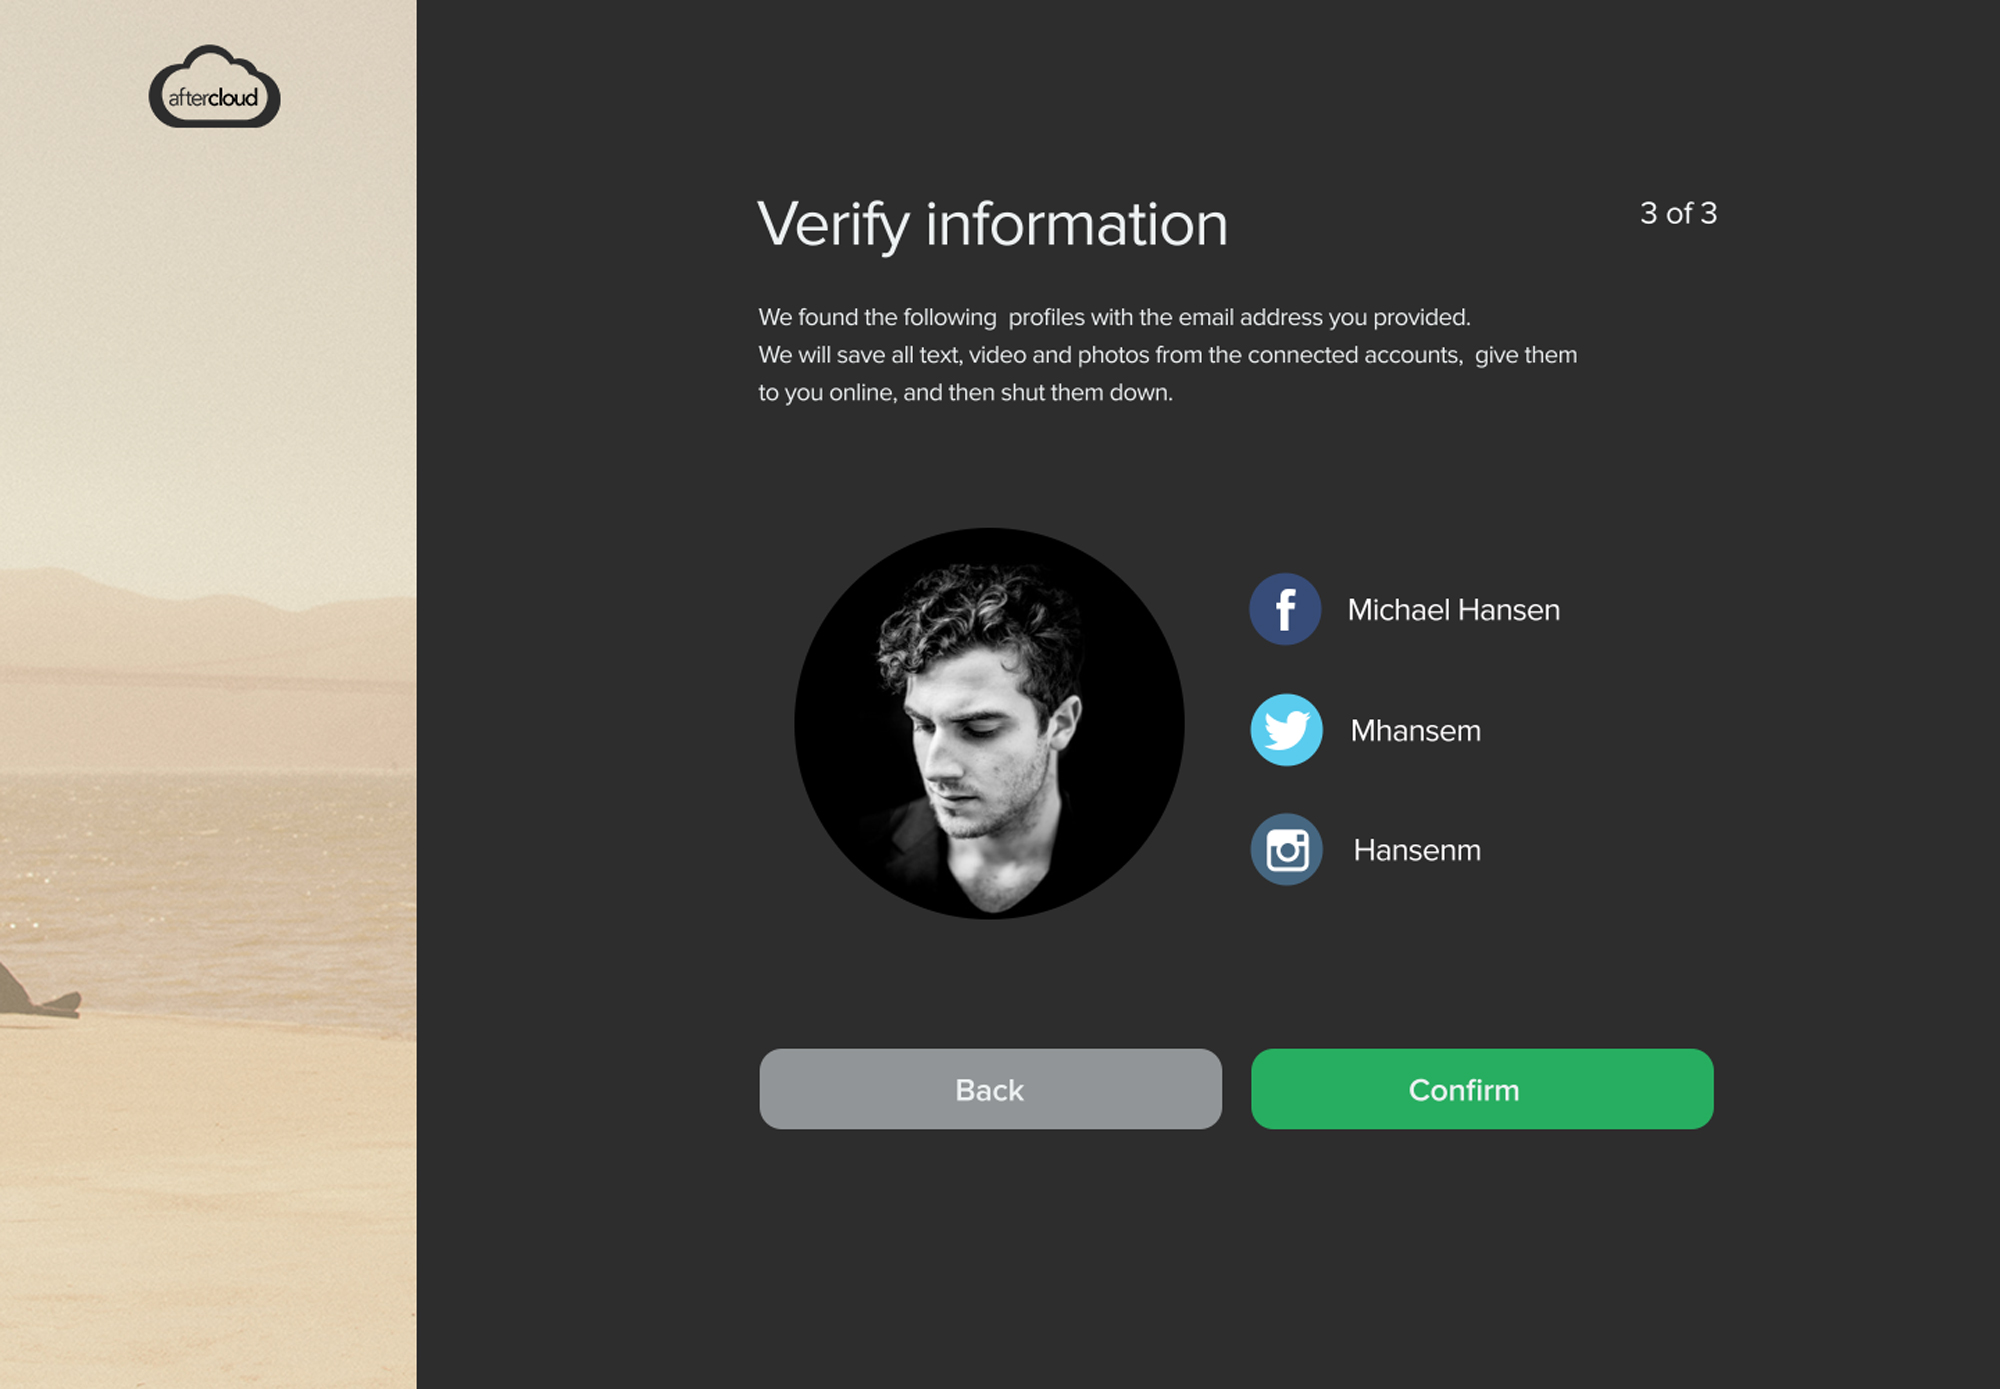 aftercloud
Verify information
3 of 3
We found the following  profiles with the email address you provided.
We will save all text, video and photos from the connected accounts,  give them
to you online, and then shut them down.
Michael Hansen
Mhansem
Hansenm
Back
Confirm